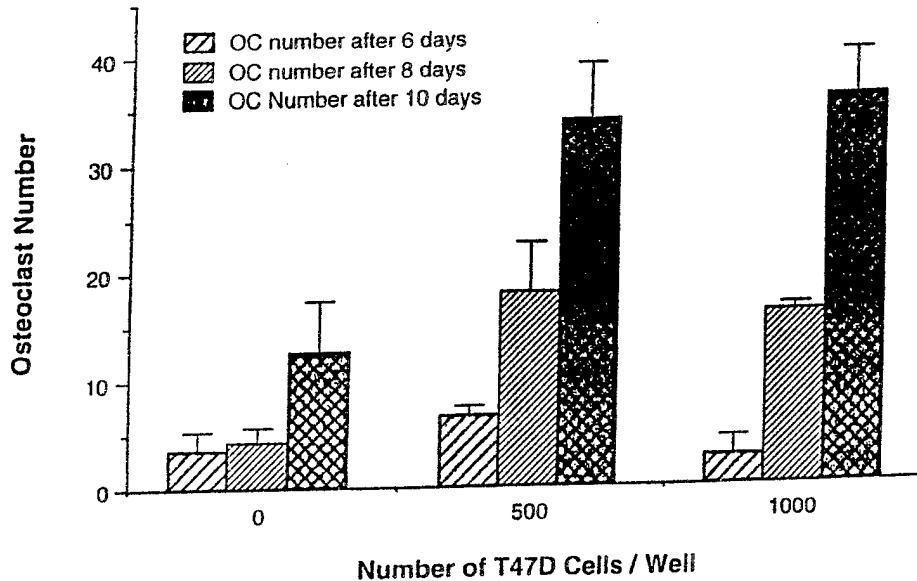 OC number after 6 days
OC number after 8 days
OC Number after 10 days
Osteoclast Number
40
30
20
10
0
0 500 1000
Number of T47D Cells / Well